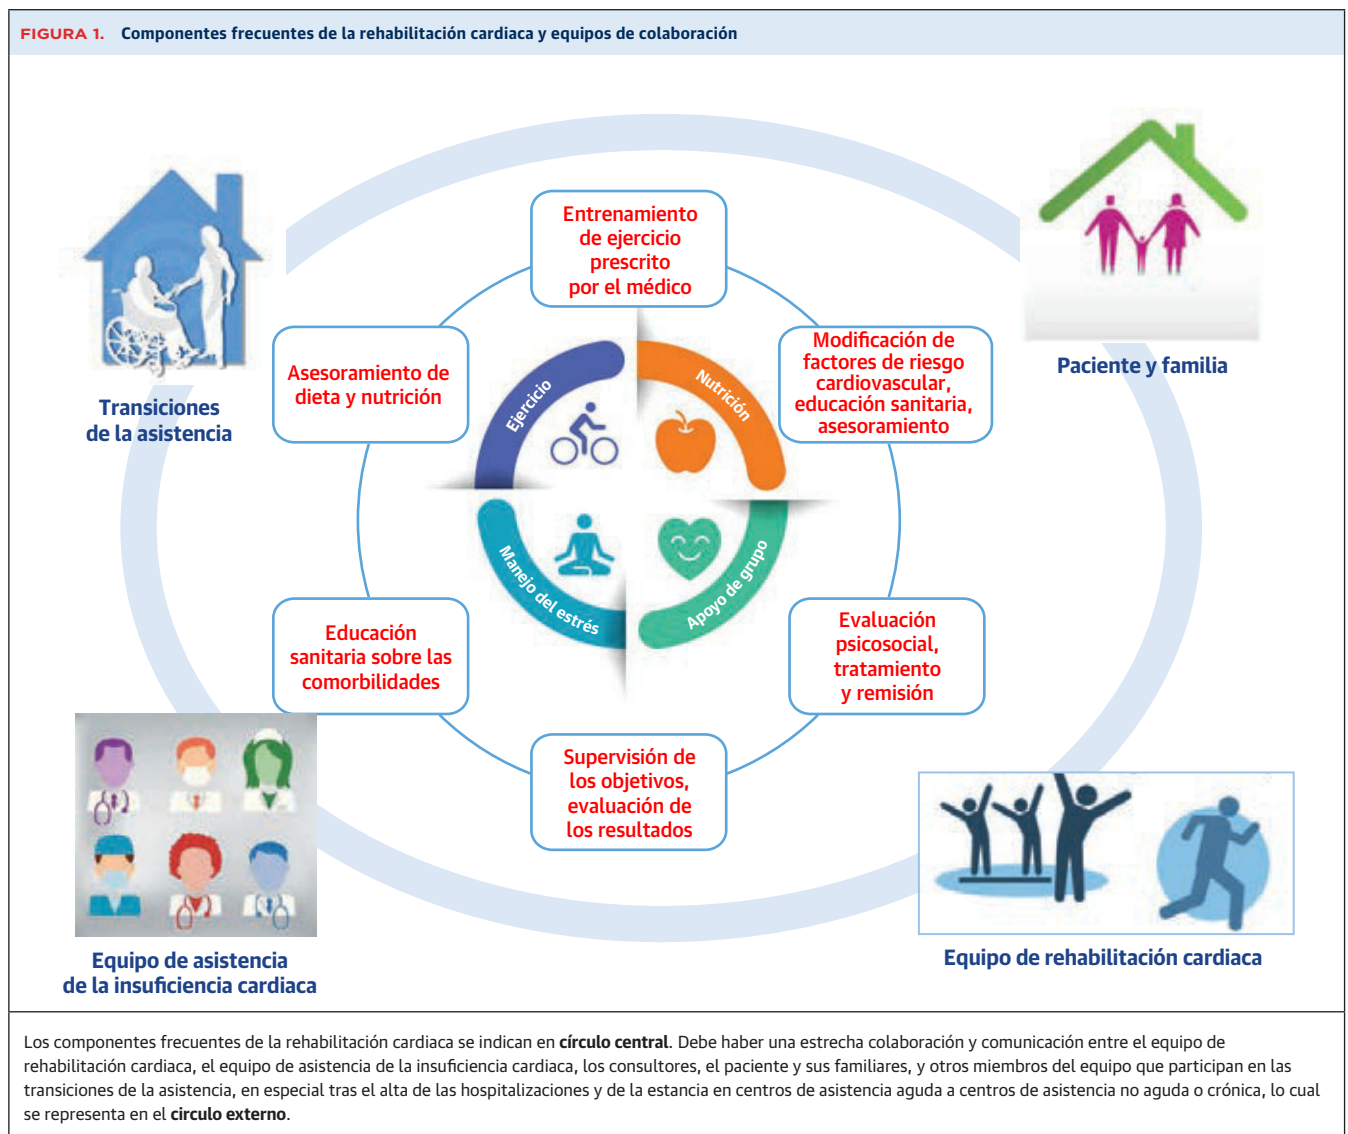 FIGURA 1. Componentes frecuentes de la rehabilitación cardiaca y equipos de colaboración
Entrenamiento
de ejercicio
prescrito
por el médico
Asesoramiento de
dieta y nutrición
Modificación de
factores de riesgo
cardiovascular,
educación sanitaria,
asesoramiento
Paciente y familia
Transiciones
de la asistencia
Ejercicio
Nutrición
Manejo del estrés
Apoyo de grupo
Educación
sanitaria sobre las
comorbilidades
Evaluación
psicosocial,
tratamiento
y remisión
Supervisión de
los objetivos,
evaluación de
los resultados
Equipo de asistencia
de la insuficiencia cardiaca
Equipo de rehabilitación cardiaca
Los componentes frecuentes de la rehabilitación cardiaca se indican en círculo central. Debe haber una estrecha colaboración y comunicación entre el equipo de
rehabilitación cardiaca, el equipo de asistencia de la insuficiencia cardiaca, los consultores, el paciente y sus familiares, y otros miembros del equipo que participan en las
transiciones de la asistencia, en especial tras el alta de las hospitalizaciones y de la estancia en centros de asistencia aguda a centros de asistencia no aguda o crónica, lo cual
se representa en el circulo externo.